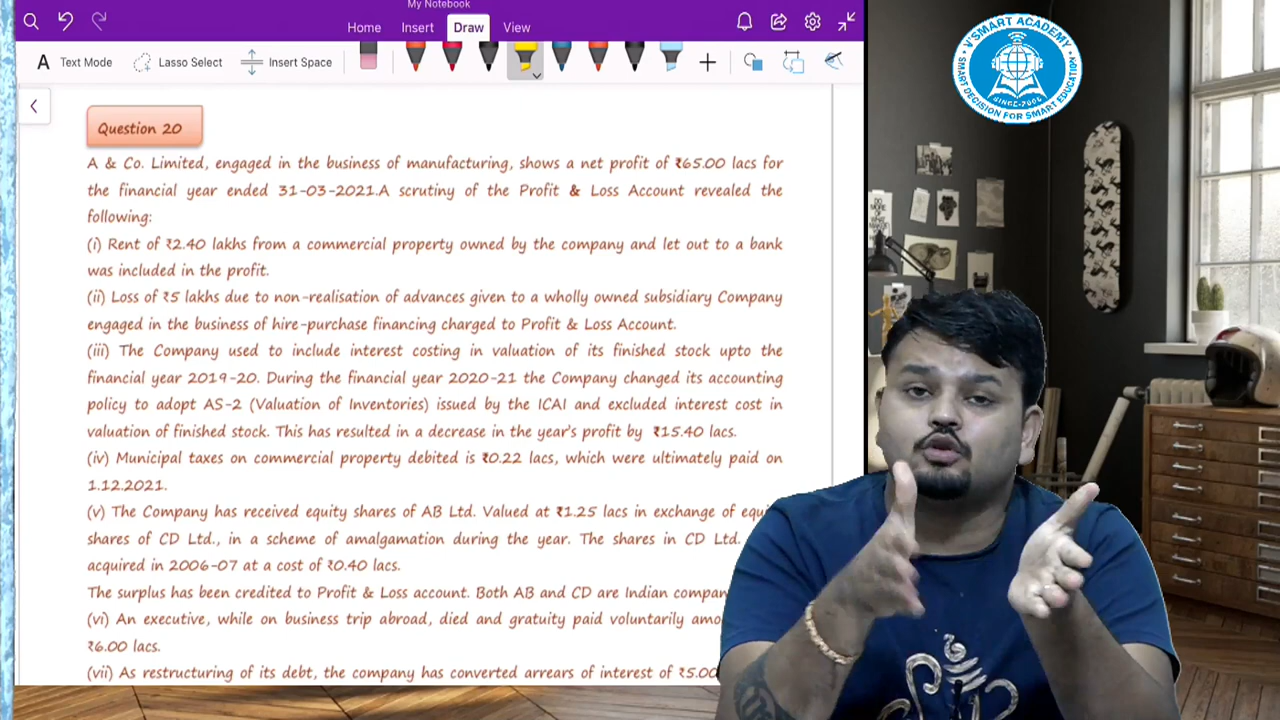 My Notebook
Home Insert Draw View
Text Mode Lasso Select Insert Space
V'SMART ACADEMY
SMART DECISION FOR SMART EDUCATION
SINCE-2006
Question 20
A & Co. Limited, engaged in the business of manufacturing, shows a net profit of ₹65.00 lacs for
the financial year ended 31-03-2021.A scrutiny of the Profit & Loss Account revealed the
following:
(i) Rent of ₹2.40 lakhs from a commercial property owned by the company and let out to a bank
was included in the profit.
(ii) Loss of ₹5 lakhs due to non-realisation of advances given to a wholly owned subsidiary Company
engaged in the business of hire-purchase financing charged to Profit & Loss Account.
(iii) The Company used to include interest costing in valuation of its finished stock upto the
financial year 2019-20. During the financial year 2020-21 the Company changed its accounting
policy to adopt AS-2 (Valuation of Inventories) issued by the ICAI and excluded interest cost in
valuation of finished stock. This has resulted in a decrease in the year's profit by ₹15.40 lacs.
(iv) Municipal taxes on commercial property debited is ₹0.22 lacs, which were ultimately paid on
1.12.2021.
(v) The Company has received equity shares of AB Ltd. Valued at ₹1.25 lacs in exchange of
shares of CD Ltd., in a scheme of amalgamation during the year. The shares in CD Ltd.
acquired in 2006-07 at a cost of ₹0.40 lacs.
The surplus has been credited to Profit & Loss account. Both AB and CD are Indian
(vi) An executive, while on business trip abroad, died and gratuity paid voluntarily
₹6.00 lacs.
(vii) As restructuring of its debt, the company has converted arrears of interest of ₹5.00